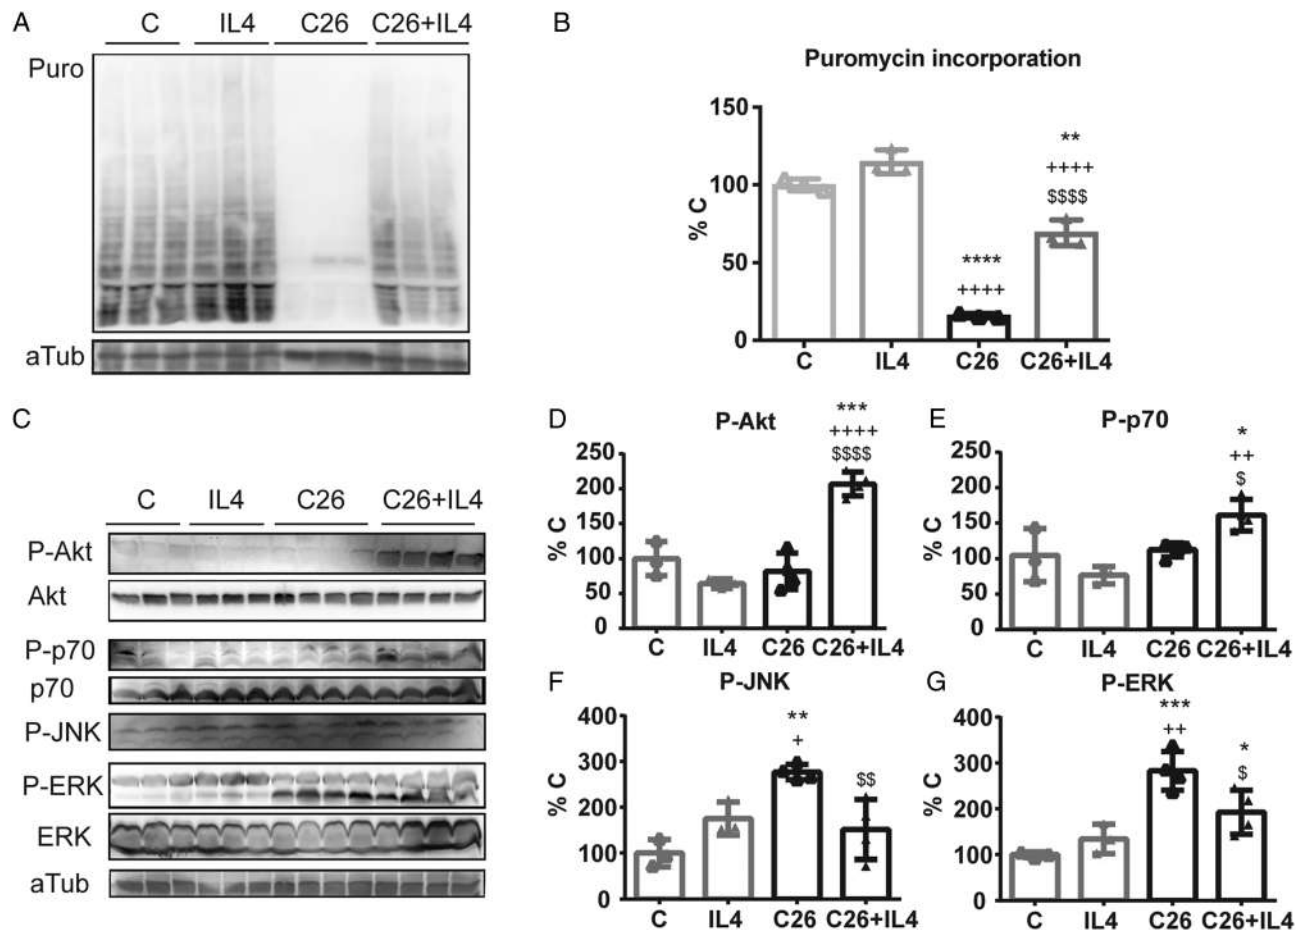 A
C IL4 C26 C26+IL4
Puro
aTub
B
Puromycin incorporation
150
100
50
0
% C
**
++++
$$$$
****
++++
C IL4 C26 C26+IL4
C
C IL4 C26 C26+IL4
P-Akt
Akt
P-p70
p70
P-JNK
P-ERK
ERK
aTub
D
P-Akt
250
200
150
100
50
0
% C
***
++++
$$$$
C IL4 C26 C26+IL4
E
P-p70
250
200
150
100
50
0
% C
*
++
$
C IL4 C26 C26+IL4
F
P-JNK
400
300
200
100
0
% C
**
+
$$
C IL4 C26 C26+IL4
G
P-ERK
400
300
200
100
0
% C
***
++
*
$
C IL4 C26 C26+IL4